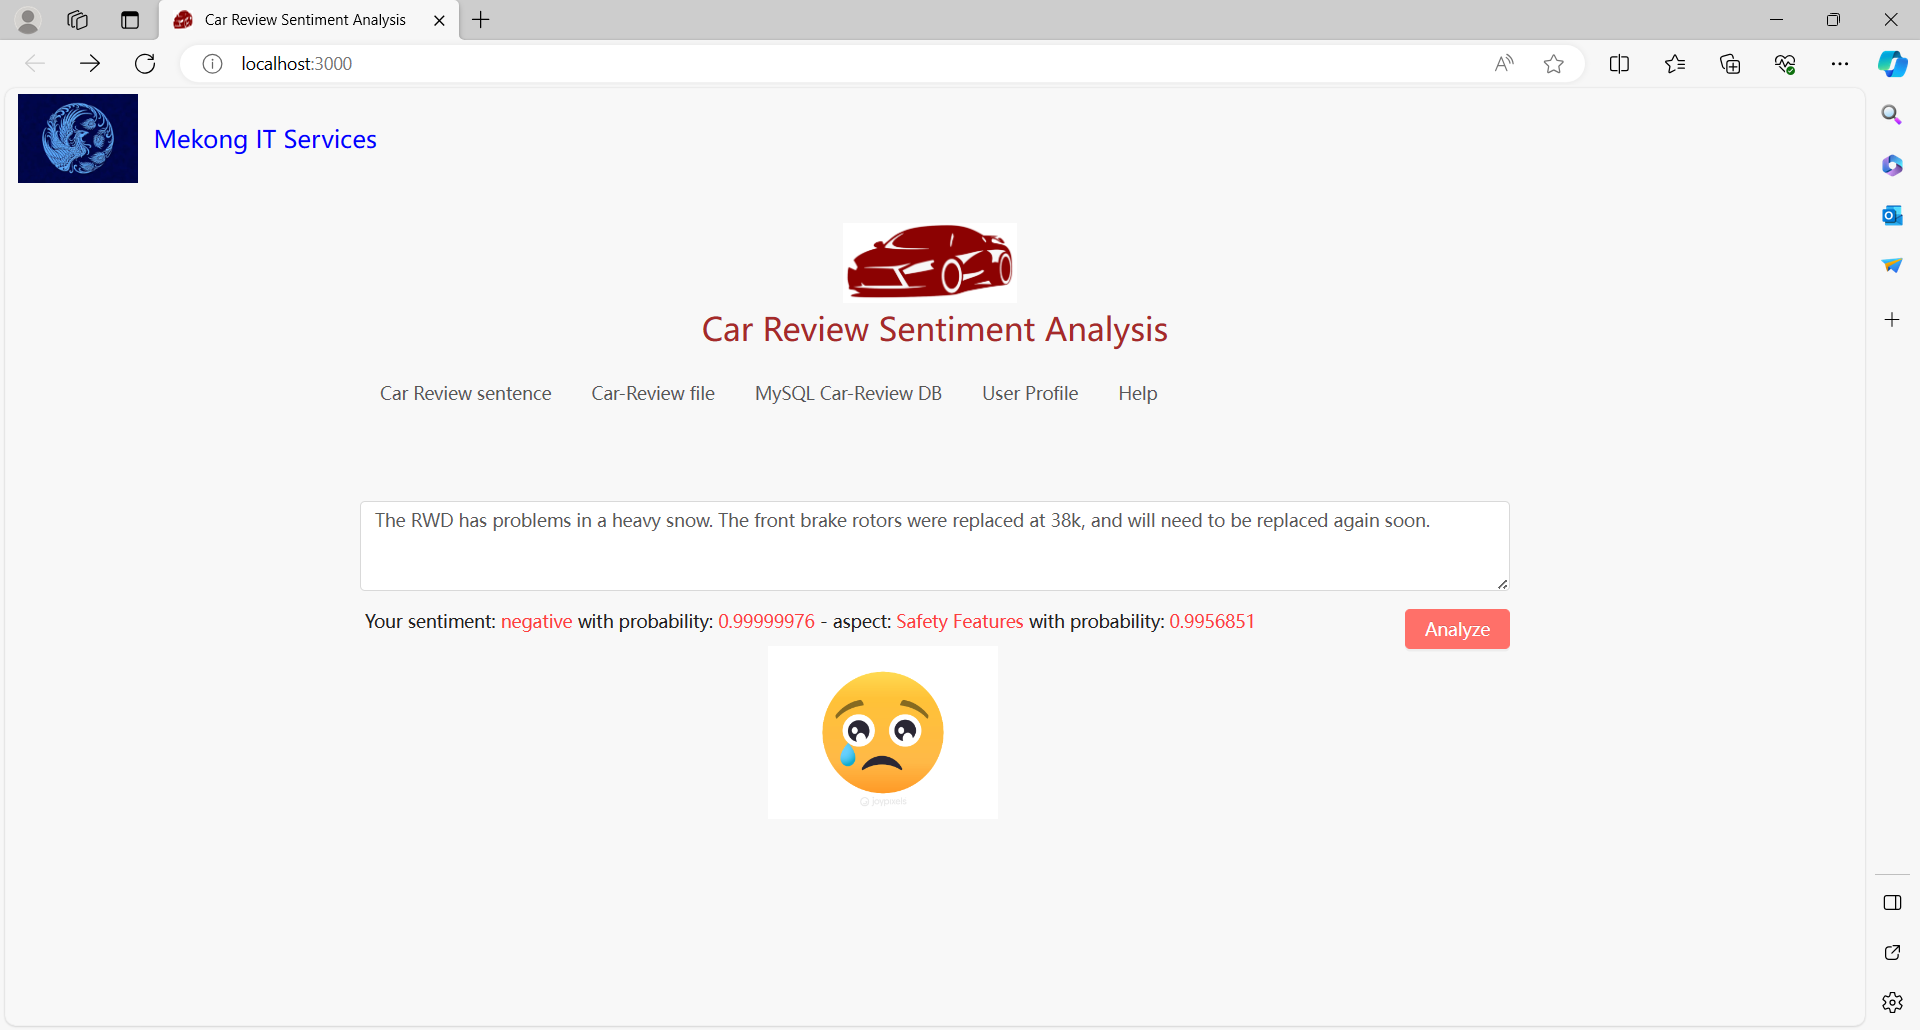 Car Review Sentiment Analysis
localhost:3000
Mekong IT Services
Car Review Sentiment Analysis
Car Review sentence Car-Review file MySQL Car-Review DB User Profile Help
The RWD has problems in a heavy snow. The front brake rotors were replaced at 38k, and will need to be replaced again soon.
Your sentiment: negative with probability: 0.99999976 - aspect: Safety Features with probability: 0.9956851
Analyze
joypixels